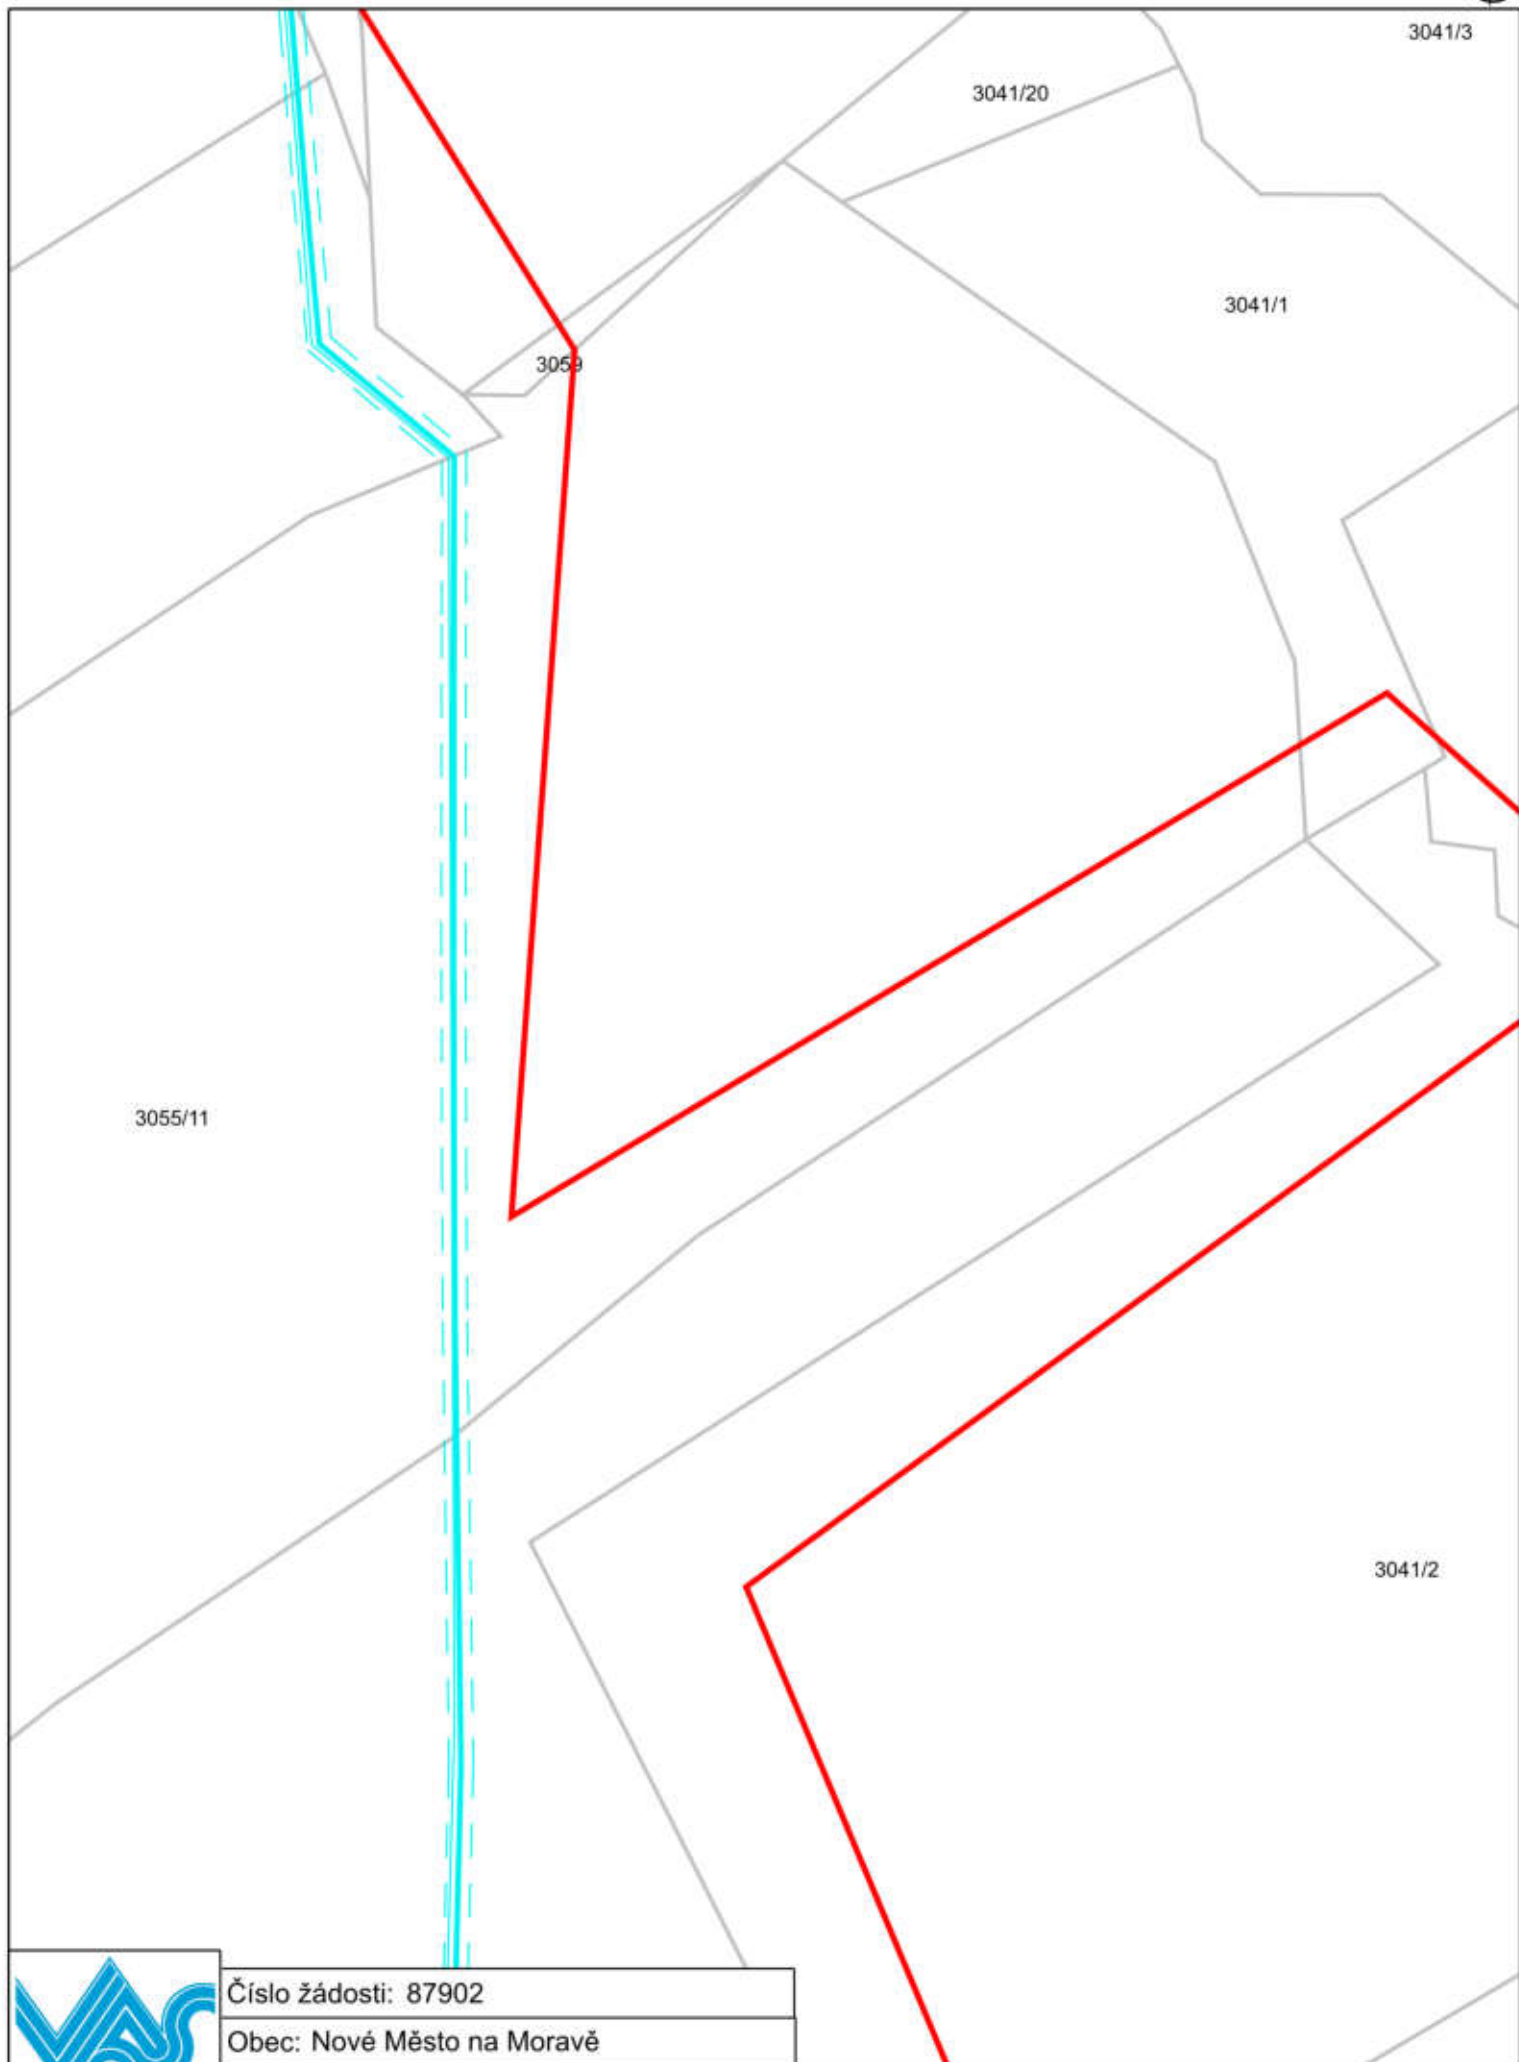 3041/3
3041/20
3041/1
3059
3055/11
3041/2
VAS
Číslo žádosti: 87902
Obec: Nové Město na Moravě